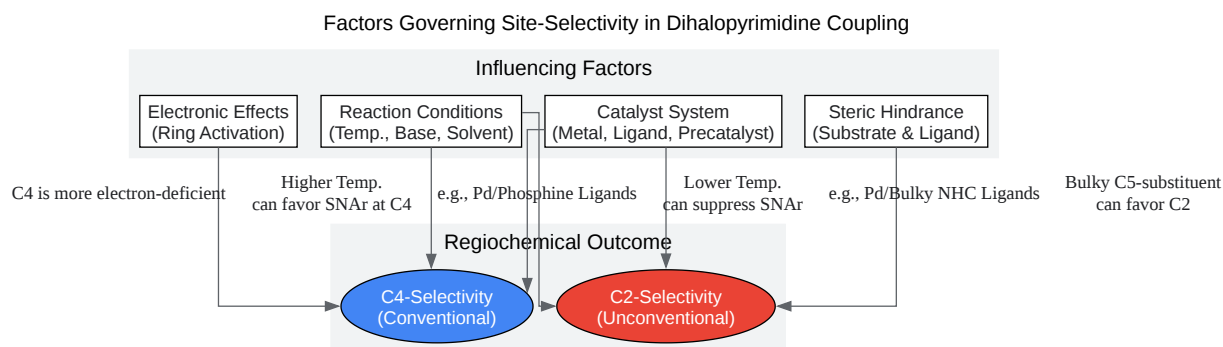 Factors Governing Site-Selectivity in Dihalopyrimidine Coupling
Influencing Factors
Electronic Effects
(Ring Activation)
Reaction Conditions
(Temp., Base, Solvent)
Catalyst System
(Metal, Ligand, Precatalyst)
Steric Hindrance
(Substrate & Ligand)
C4 is more electron-deficient
Higher Temp.
can favor SNAr at C4
e.g., Pd/Phosphine Ligands
Lower Temp.
can suppress SNAr
e.g., Pd/Bulky NHC Ligands
Bulky C5-substituent
can favor C2
Regiochemical Outcome
C4-Selectivity
(Conventional)
C2-Selectivity
(Unconventional)